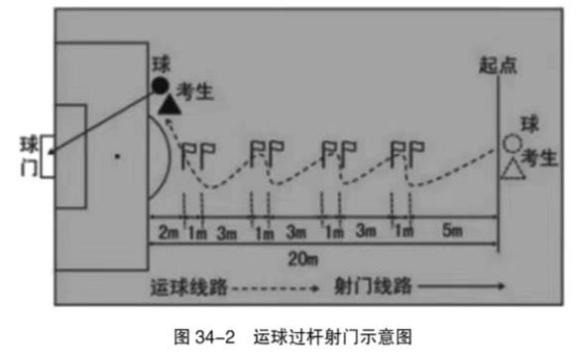 球
考生
起点
球门
球
考生
2m 1m 3m 1m 3m 1m 3m 1m 5m
20m
运球线路 射门线路
图 34-2 运球过杆射门示意图